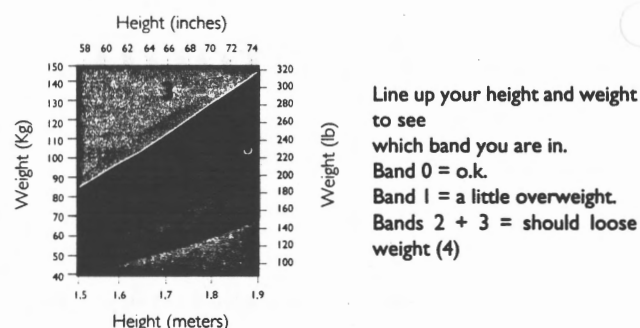 Height (inches)
58 60 62 64 66 68 70 72 74
Weight (Kg)
150
140
130
120
110
100
90
80
70
60
50
40
320
300
280
260
240
220
200
180
160
140
120
100
Weight (lb)
1.5 1.6 1.7 1.8 1.9
Height (meters)
Line up your height and weight
to see
which band you are in.
Band 0 = o.k.
Band 1 = a little overweight.
Bands 2 + 3 = should loose
weight (4)